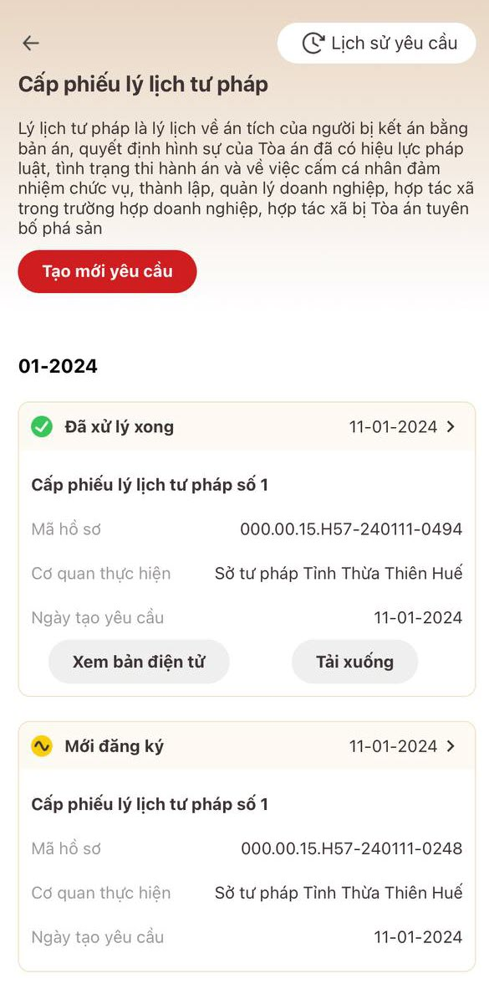 Lịch sử yêu cầu
Cấp phiếu lý lịch tư pháp
Lý lịch tư pháp là lý lịch về án tích của người bị kết án bằng
bản án, quyết định hình sự của Tòa án đã có hiệu lực pháp
luật, tình trạng thi hành án và về việc cấm cá nhân đảm
nhiệm chức vụ, thành lập, quản lý doanh nghiệp, hợp tác xã
trong trường hợp doanh nghiệp, hợp tác xã bị Tòa án tuyên
bố phá sản
Tạo mới yêu cầu
01-2024
Đã xử lý xong 11-01-2024
Cấp phiếu lý lịch tư pháp số 1
Mã hồ sơ 000.00.15.H57-240111-0494
Cơ quan thực hiện Sở tư pháp Tỉnh Thừa Thiên Huế
Ngày tạo yêu cầu 11-01-2024
Xem bản điện tử Tải xuống
Mới đăng ký 11-01-2024
Cấp phiếu lý lịch tư pháp số 1
Mã hồ sơ 000.00.15.H57-240111-0248
Cơ quan thực hiện Sở tư pháp Tỉnh Thừa Thiên Huế
Ngày tạo yêu cầu 11-01-2024